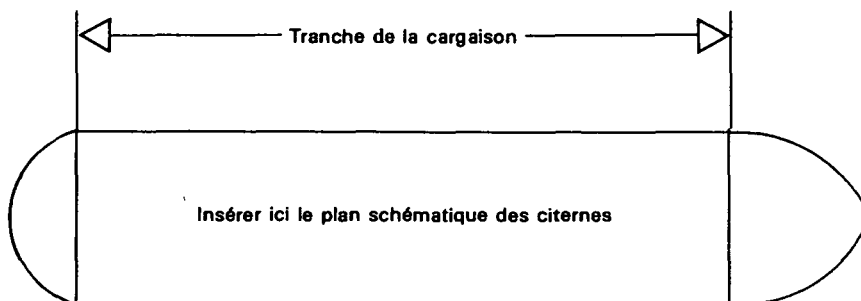 Tranche de la cargaison
Insérer ici le plan schématique des citernes